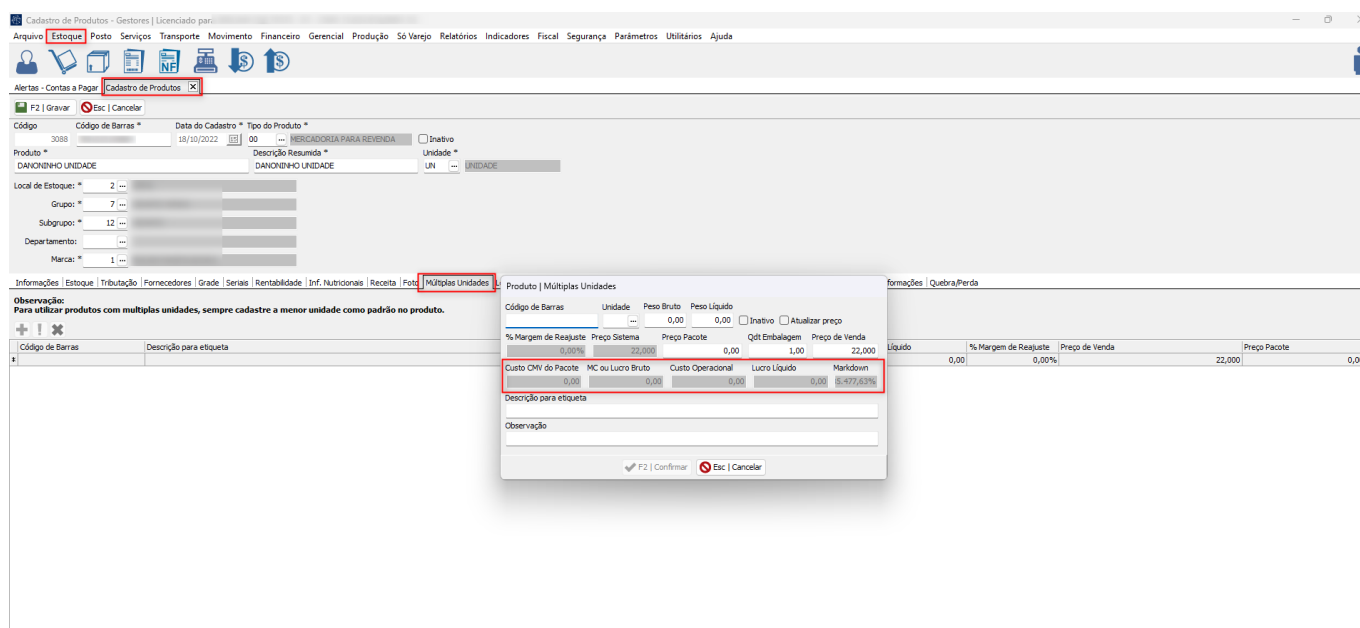 Cadastro de Produtos - Gestores | Licenciado para
Arquivo Estoque Posto Serviços Transporte Movimento Financeiro Gerencial Produção Só Varejo Relatórios Indicadores Fiscal Segurança Parâmetros Utilitários Ajuda
NF
Alertas - Contas a Pagar Cadastro de Produtos X
F2 | Gravar Esc | Cancelar
Código Código de Barras * Data do Cadastro * Tipo do Produto *
3088 18/10/2022 15 00 ... MERCADORIA PARA REVENDA Inativo
Produto * Descrição Resumida * Unidade *
DANONINHO UNIDADE DANONINHO UNIDADE UN ... UNIDADE
Local de Estoque: * 2 ...
Grupo: * 7 ...
Subgrupo: * 12 ...
Departamento: ...
Marca: * 1 ...
Informações Estoque Tributação Fornecedores Grade Seriais Rentabilidade Inf. Nutricionais Receita Foto Múltiplas Unidades formações Quebra/Perda
Observação:
Para utilizar produtos com multiplas unidades, sempre cadastre a menor unidade como padrão no produto.
Código de Barras Descrição para etiqueta Líquido % Margem de Reajuste Preço de Venda Preço Pacote
0,00 0,00% 22,000 0,0
Produto | Múltiplas Unidades
Código de Barras Unidade Peso Bruto Peso Líquido
... 0,00 0,00 Inativo Atualizar preço
% Margem de Reajuste Preço Sistema Preço Pacote Qdt Embalagem Preço de Venda
0,00% 22,000 0,00 1,00 22,000
Custo CMV do Pacote MC ou Lucro Bruto Custo Operacional Lucro Líquido Markdown
0,00 0,00 0,00 0,00 5.477,63%
Descrição para etiqueta
Observação
F2 | Confirmar Esc | Cancelar